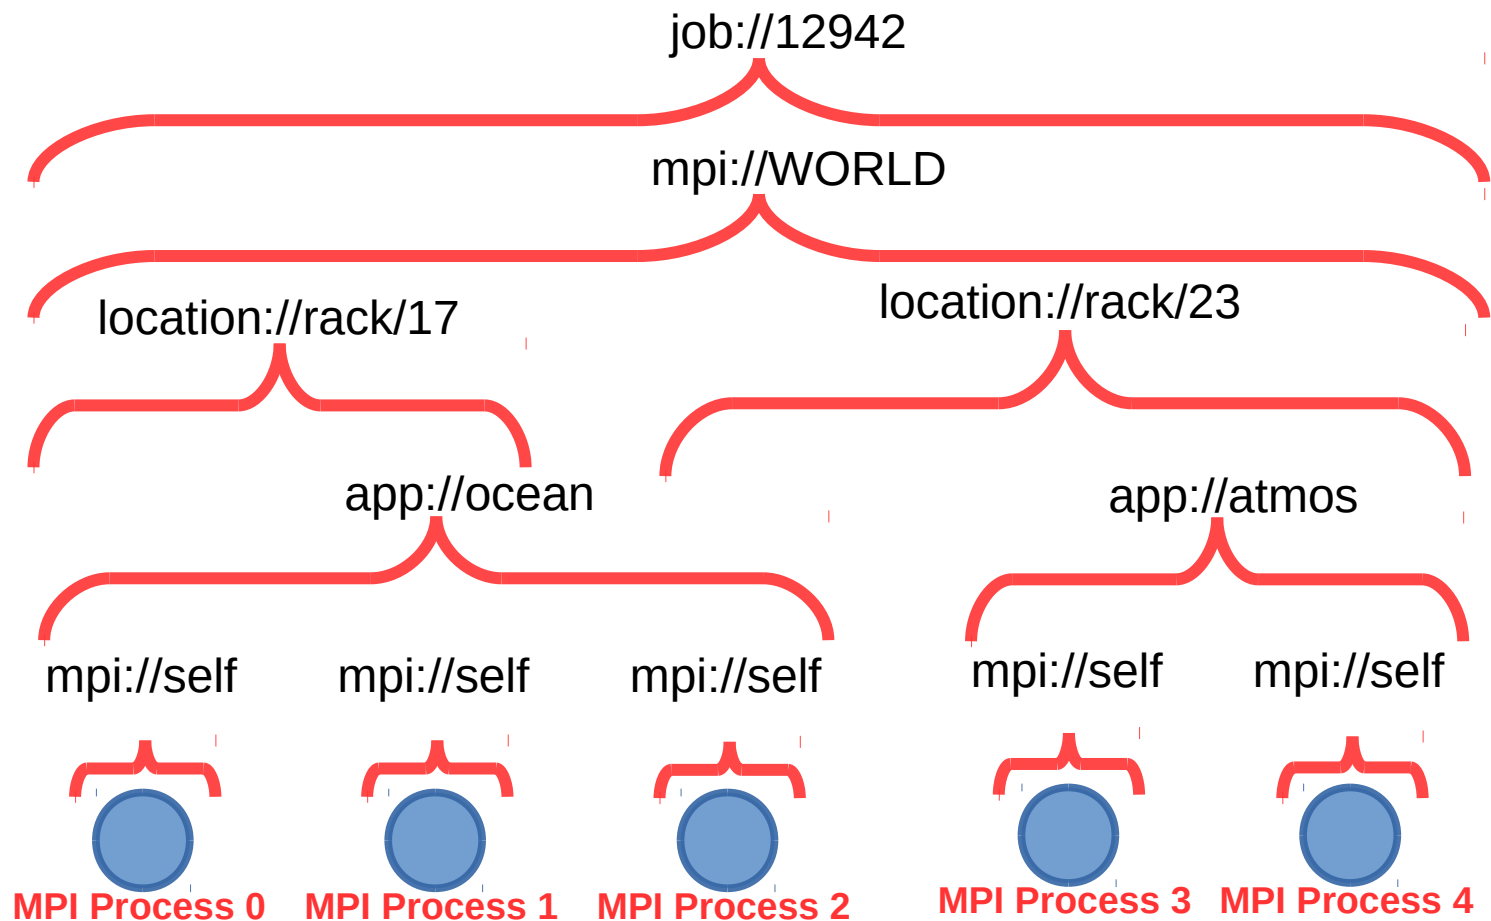 job://12942
mpi://WORLD
location://rack/17
location://rack/23
app://ocean
app://atmos
mpi://self
mpi://self
mpi://self
mpi://self
mpi://self
MPI Process 0
MPI Process 1
MPI Process 2
MPI Process 3
MPI Process 4